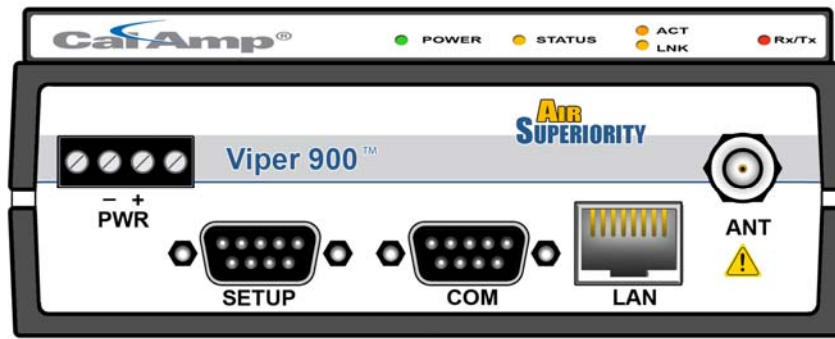 CalAmp®
POWER
STATUS
ACT
LNK
Rx/Tx
AIR
SUPERIORITY
Viper 900™
– +
PWR
ANT
SETUP
COM
LAN